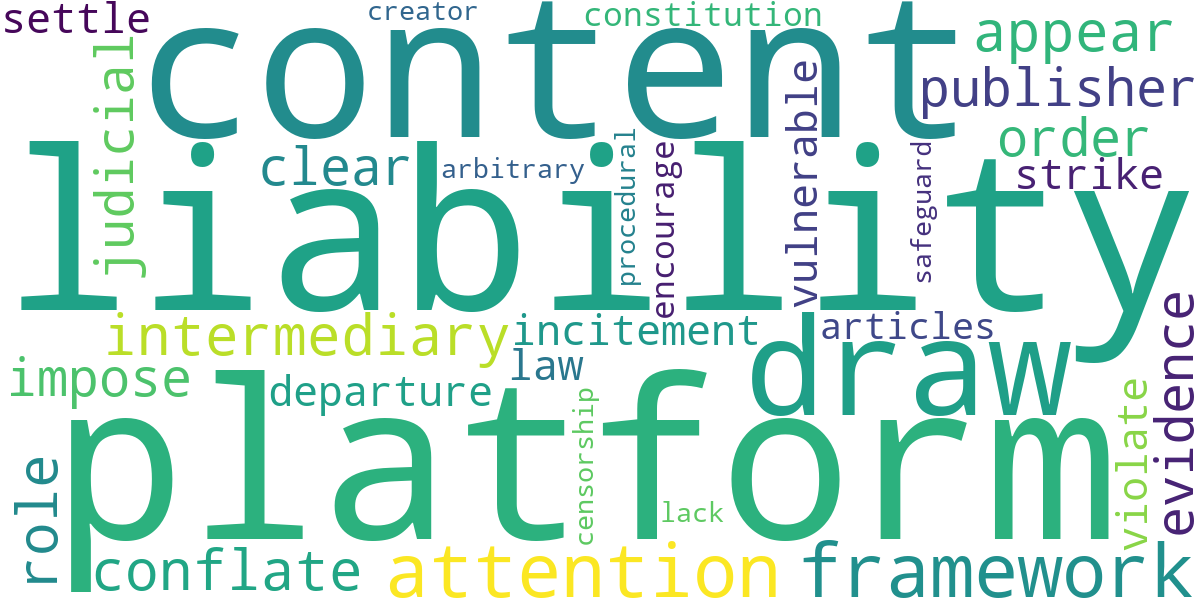 settle
creator
constitution
content
appear
judicial
publisher
vulnerable
order
clear
arbitrary
procedural
encourage
safeguard
strike
liability
intermediary
incitement
articles
law
draw
evidence
impose
departure
platform
censorship
lack
violate
role
conflate
attention
framework